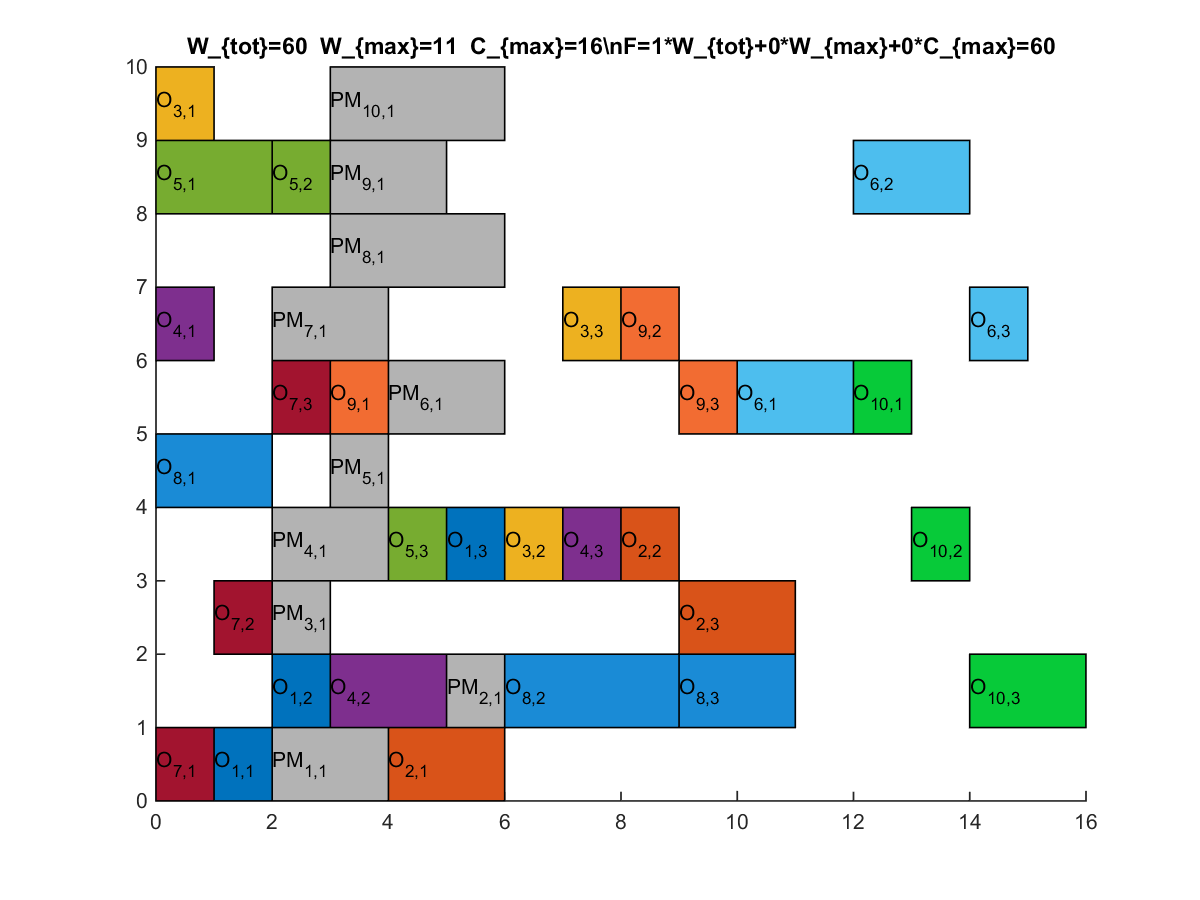 W_{tot}=60 W_{max}=11 C_{max}=16\nF=1*W_{tot}+0*W_{max}+0*C_{max}=60
10
O3,1 PM10,1
9
O5,1 O5,2 PM9,1 O6,2
8
PM8,1
7
O4,1 PM7,1 O3,3 O9,2 O6,3
6
O7,3 O9,1 PM6,1 O9,3 O6,1 O10,1
5
O8,1 PM5,1
4
PM4,1 O5,3 O1,3 O3,2 O4,3 O2,2 O10,2
3
O7,2 PM3,1 O2,3
2
O1,2 O4,2 PM2,1 O8,2 O8,3 O10,3
1
O7,1 O1,1 PM1,1 O2,1
0
0 2 4 6 8 10 12 14 16